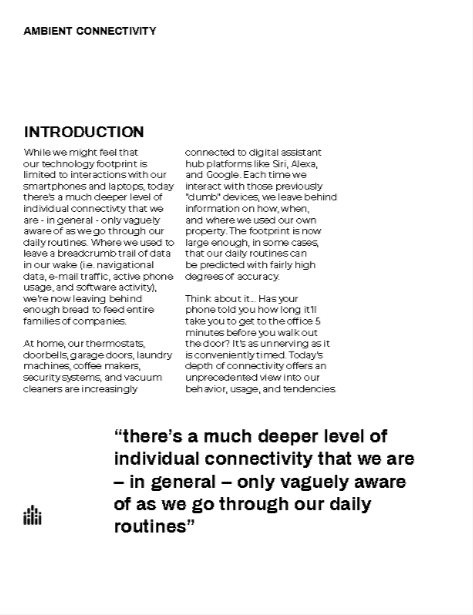 AMBIENT CONNECTIVITY
INTRODUCTION
While we might feel that
our technology footprint is
limited to interactions with our
smartphones and laptops, today
there's a much deeper level of
individual connectivty that we
are - in general - only vaguely
aware of as we go through our
daily routines. Where we used to
leave a breadcrumb trail of data
in our wake (i.e. navigational
data, e-mail traffic, active phone
usage, and software activity),
we're now leaving behind
enough bread to feed entire
families of companies.
At home, our thermostats,
doorbells, garage doors, laundry
machines, coffee makers,
security systems, and vacuum
cleaners are increasingly
connected to digital assistant
hub platforms like Siri, Alexa,
and Google. Each time we
interact with those previously
"dumb" devices, we leave behind
information on how, when,
and where we used our own
property. The footprint is now
large enough, in some cases,
that our daily routines can
be predicted with fairly high
degrees of accuracy.
Think about it... Has your
phone told you how long it'll
take you to get to the office 5
minutes before you walk out
the door? It's as unnerving as it
is conveniently timed. Today's
depth of connectivity offers an
unprecedented view into our
behavior, usage, and tendencies.
“there’s a much deeper level of
individual connectivity that we are
– in general – only vaguely aware
of as we go through our daily
routines”